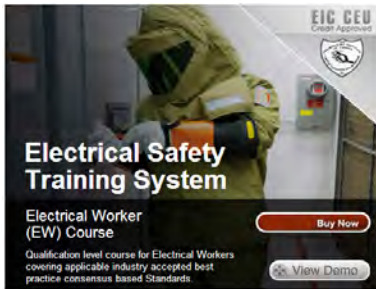 EIC CEU
Credit Approved
Electrical Safety
Training System
Electrical Worker
(EW) Course
Buy Now
Qualification level course for Electrical Workers
covering applicable industry accepted best
practice consensus based Standards.
View Demo